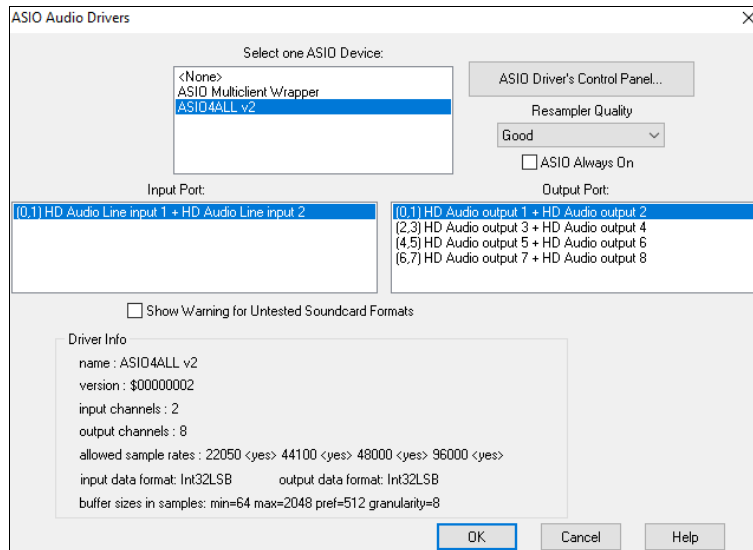 ASIO Audio Drivers
Select one ASIO Device:
<None>
ASIO Multiclient Wrapper
ASIO4ALL v2
ASIO Driver's Control Panel...
Resampler Quality
Good
ASIO Always On
Input Port:
(0,1) HD Audio Line input 1 + HD Audio Line input 2
Output Port:
(0,1) HD Audio output 1 + HD Audio output 2
(2,3) HD Audio output 3 + HD Audio output 4
(4,5) HD Audio output 5 + HD Audio output 6
(6,7) HD Audio output 7 + HD Audio output 8
Show Warning for Untested Soundcard Formats
Driver Info
name : ASIO4ALL v2
version : $00000002
input channels : 2
output channels : 8
allowed sample rates : 22050 <yes> 44100 <yes> 48000 <yes> 96000 <yes>
input data format: Int32LSB output data format: Int32LSB
buffer sizes in samples: min=64 max=2048 pref=512 granularity=8
OK Cancel Help